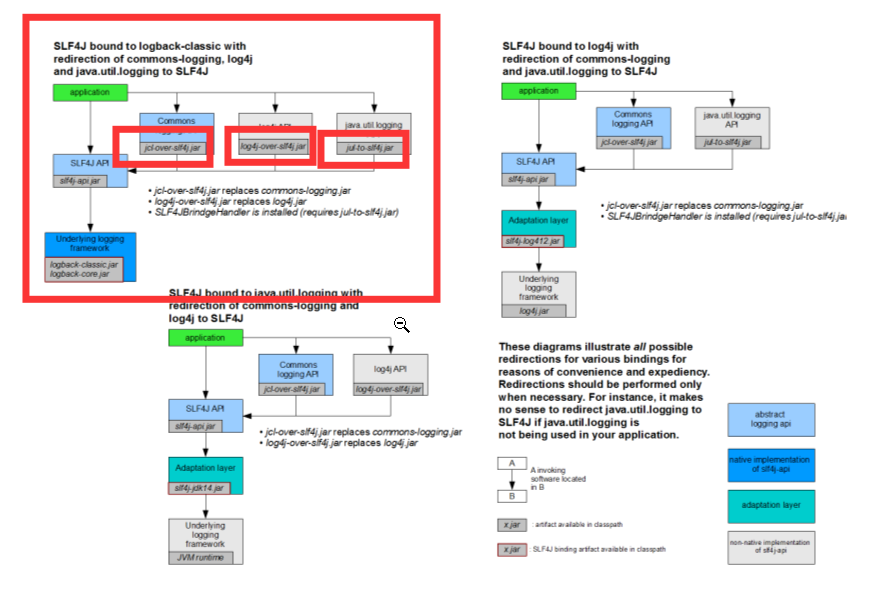 SLF4J bound to logback-classic with
redirection of commons-logging, log4j
and java.util.logging to SLF4J
application
Commons
jcl-over-slf4j.jar
log4j API
log4j-over-slf4j.jar
java.util.logging
jul-to-slf4j.jar
SLF4J API
slf4j-api.jar
• jcl-over-slf4j.jar replaces commons-logging.jar
• log4j-over-slf4j.jar replaces log4j.jar
• SLF4JBrindgeHandler is installed (requires jul-to-slf4j.jar)
Underlying logging
framework
logback-classic.jar
logback-core.jar
SLF4J bound to log4j with
redirection of commons-logging
and java.util.logging to SLF4J
application
Commons
logging API
jcl-over-slf4j.jar
java.util.logging
API
jul-to-slf4j.jar
SLF4J API
slf4j-api.jar
• jcl-over-slf4j.jar replaces commons-logging.jar
• SLF4JBrindgeHandler is installed (requires jul-to-slf4j.ja
Adaptation layer
slf4j-log412.jar
Underlying
logging
framework
log4j.jar
SLF4J bound to java.util.logging with
redirection of commons-logging and
log4j to SLF4J
application
Commons
logging API
jcl-over-slf4j.jar
log4j API
log4j-over-slf4j.jar
SLF4J API
slf4j-api.jar
• jcl-over-slf4j.jar replaces commons-logging.jar
• log4j-over-slf4j.jar replaces log4j.jar
Adaptation layer
slf4j-jdk14.jar
Underlying
logging
framework
JVM runtime
These diagrams illustrate all possible
redirections for various bindings for
reasons of convenience and expediency.
Redirections should be performed only
when necessary. For instance, it makes
no sense to redirect java.util.logging to
SLF4J if java.util.logging is
not being used in your application.
A
B
A invoking
software located
in B
x.jar
: artifact available in classpath
x.jar
: SLF4J binding artifact available in classpath
abstract
logging api
native implementation
of slf4j-api
adaptation layer
non-native implementation
of slf4j-api